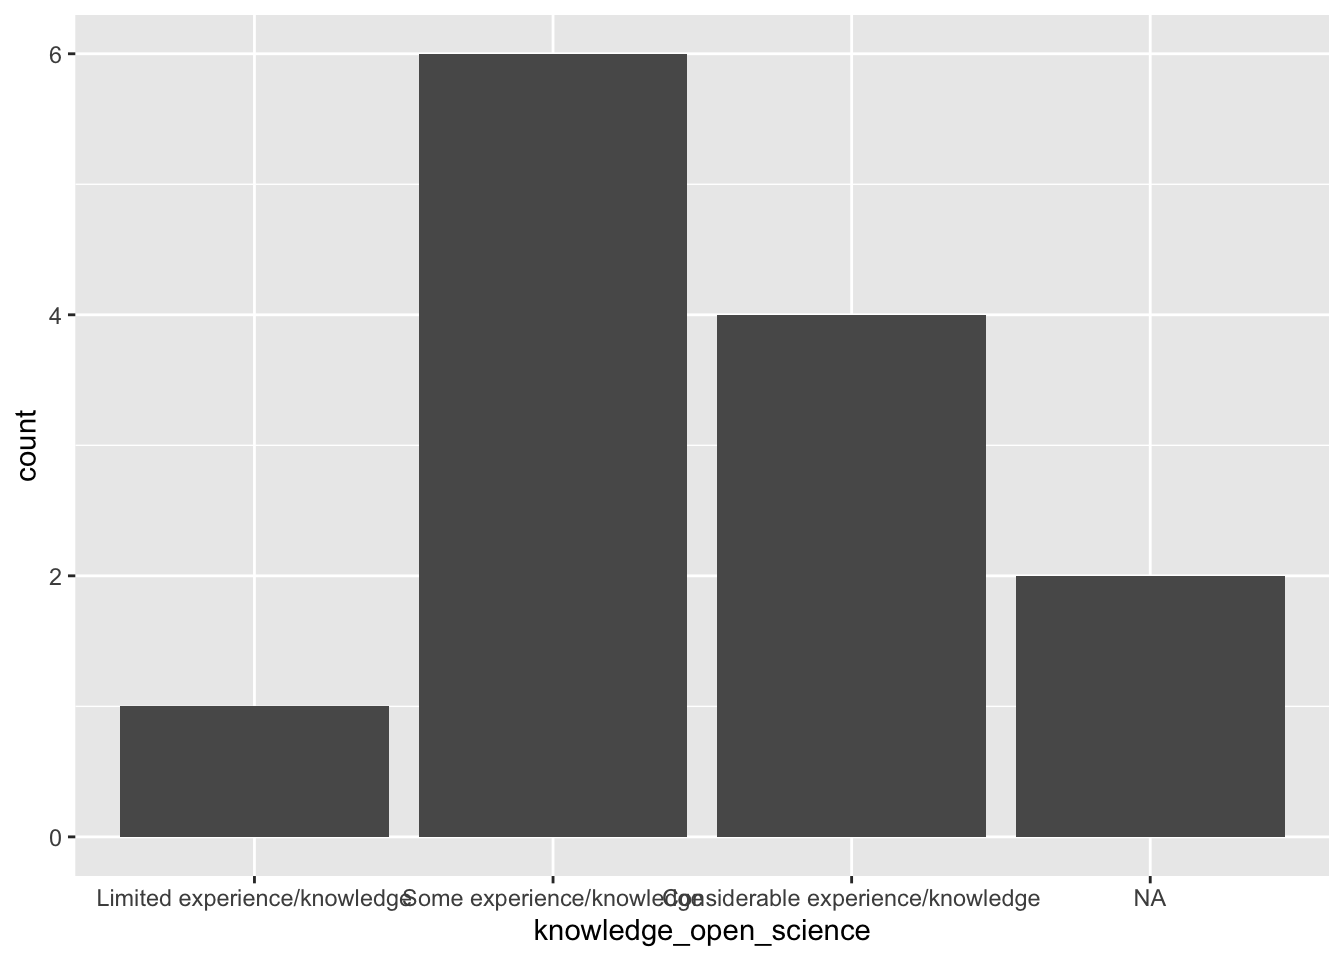 6
4
2
0
count
Limited experience/knowledge Some experience/knowledge Considerable experience/knowledge NA
knowledge_open_science